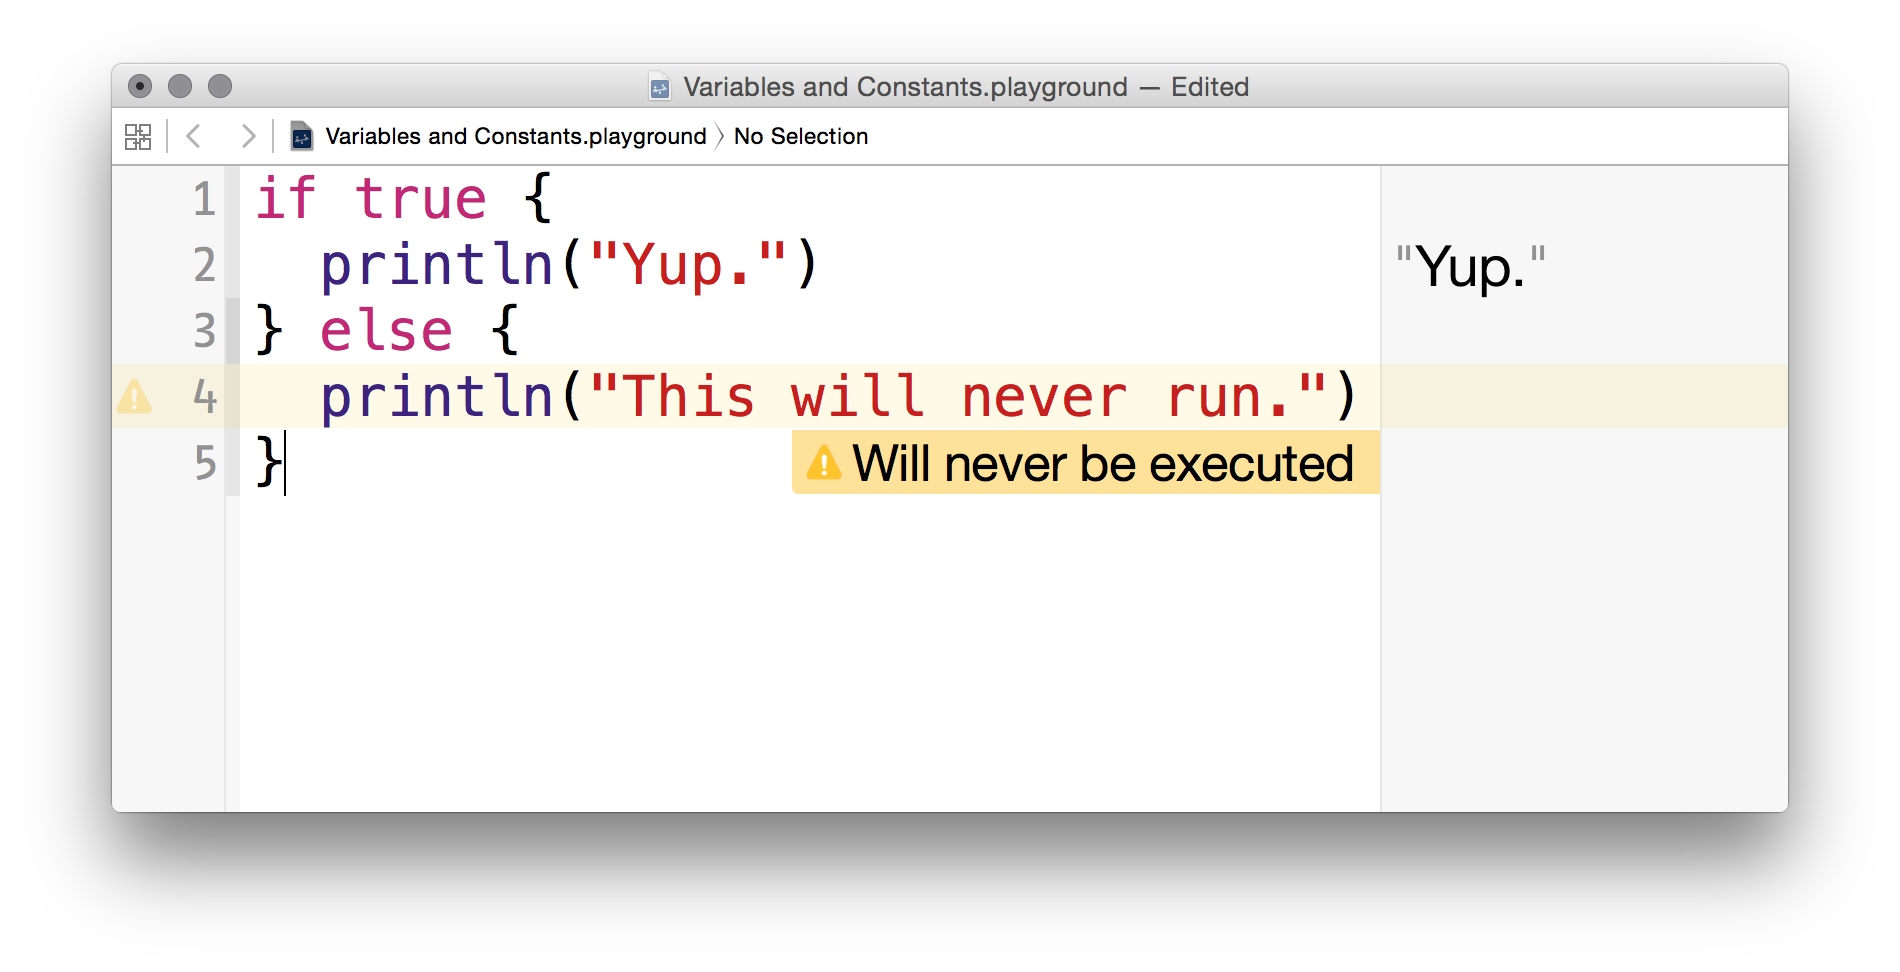 Variables and Constants.playground — Edited
Variables and Constants.playground 〉 No Selection
1 if true {
2 println("Yup.") "Yup."
3 } else {
4 println("This will never run.")
5 } Will never be executed